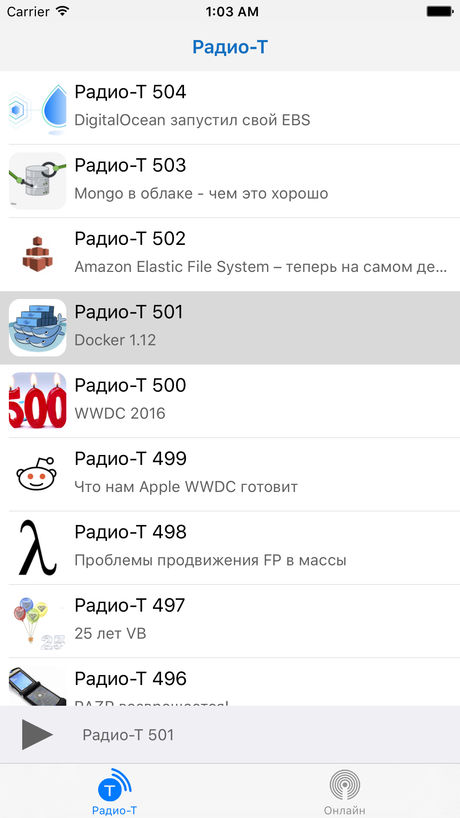 Carrier 1:03 AM
Радио-Т
Радио-Т 504
DigitalOcean запустил свой EBS
Радио-Т 503
Mongo в облаке - чем это хорошо
Радио-Т 502
Amazon Elastic File System – теперь на самом де...
Радио-Т 501
Docker 1.12
500
Радио-Т 500
WWDC 2016
Радио-Т 499
Что нам Apple WWDC готовит
λ
Радио-Т 498
Проблемы продвижения FP в массы
Радио-Т 497
25
25 лет VB
Радио-Т 496
RAZR возвращается!
Радио-Т 501
T
Радио-Т
Онлайн